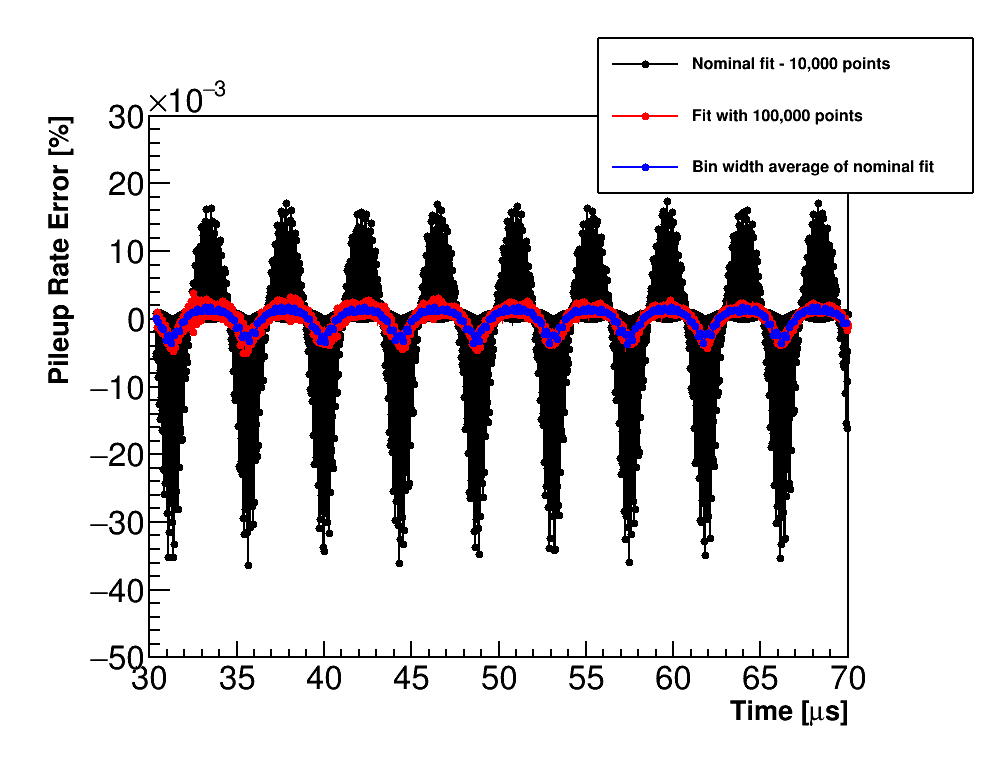 Nominal fit - 10,000 points
Fit with 100,000 points
Bin width average of nominal fit
×10⁻³
Pileup Rate Error [%]
30
20
10
0
−10
−20
−30
−40
−50
30 35 40 45 50 55 60 65 70
Time [μs]